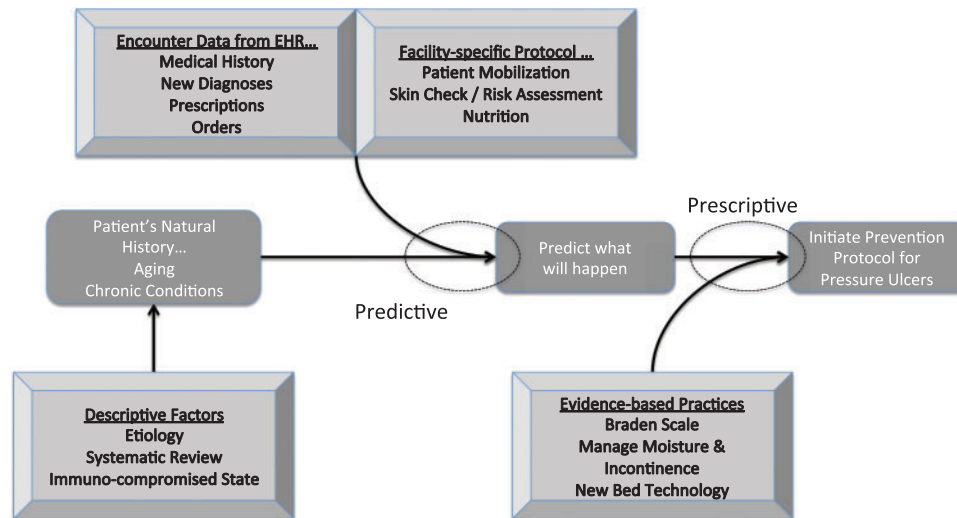 Encounter Data from EHR...
Medical History
New Diagnoses
Prescriptions
Orders
Facility-specific Protocol ...
Patient Mobilization
Skin Check / Risk Assessment
Nutrition
Patient's Natural
History...
Aging
Chronic Conditions
Predictive
Predict what
will happen
Prescriptive
Initiate Prevention
Protocol for
Pressure Ulcers
Descriptive Factors
Etiology
Systematic Review
Immuno-compromised State
Evidence-based Practices
Braden Scale
Manage Moisture &
Incontinence
New Bed Technology